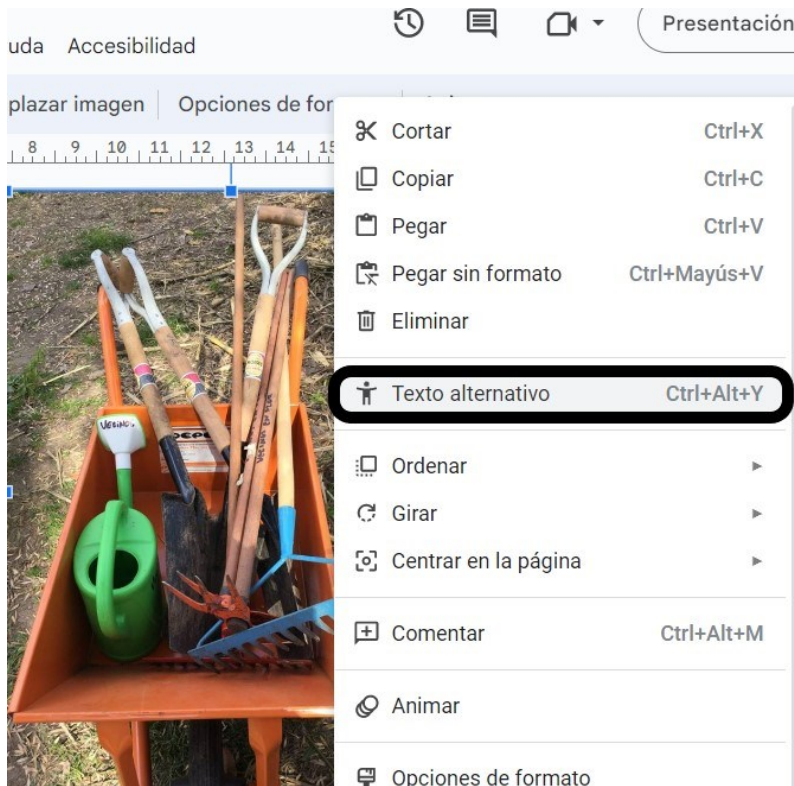 uda Accesibilidad
Presentación
plazar imagen Opciones de for
8 9 10 11 12 13 14 15
Cortar Ctrl+X
Copiar Ctrl+C
Pegar Ctrl+V
Pegar sin formato Ctrl+Mayús+V
Eliminar
Texto alternativo Ctrl+Alt+Y
Ordenar
Girar
Centrar en la página
Comentar Ctrl+Alt+M
Animar
Opciones de formato
VECINOS